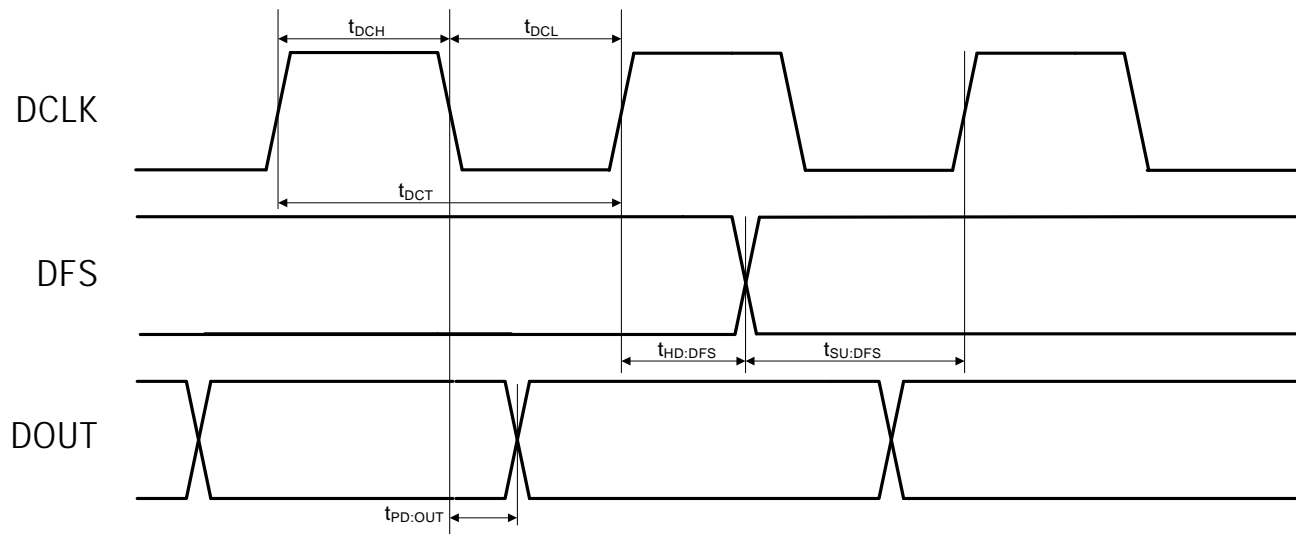 tDCH
tDCL
DCLK
tDCT
DFS
tHD:DFS
tSU:DFS
DOUT
tPD:OUT